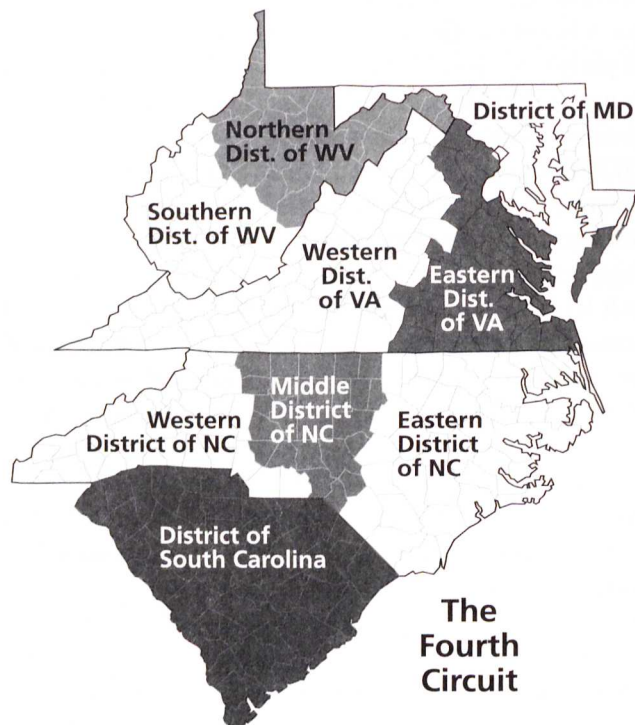 District of MD
Northern
Dist. of WV
Southern
Dist. of WV
Western
Dist.
of VA
Eastern
Dist.
of VA
Middle
District
of NC
Western
District of NC
Eastern
District
of NC
District of
South Carolina
The
Fourth
Circuit